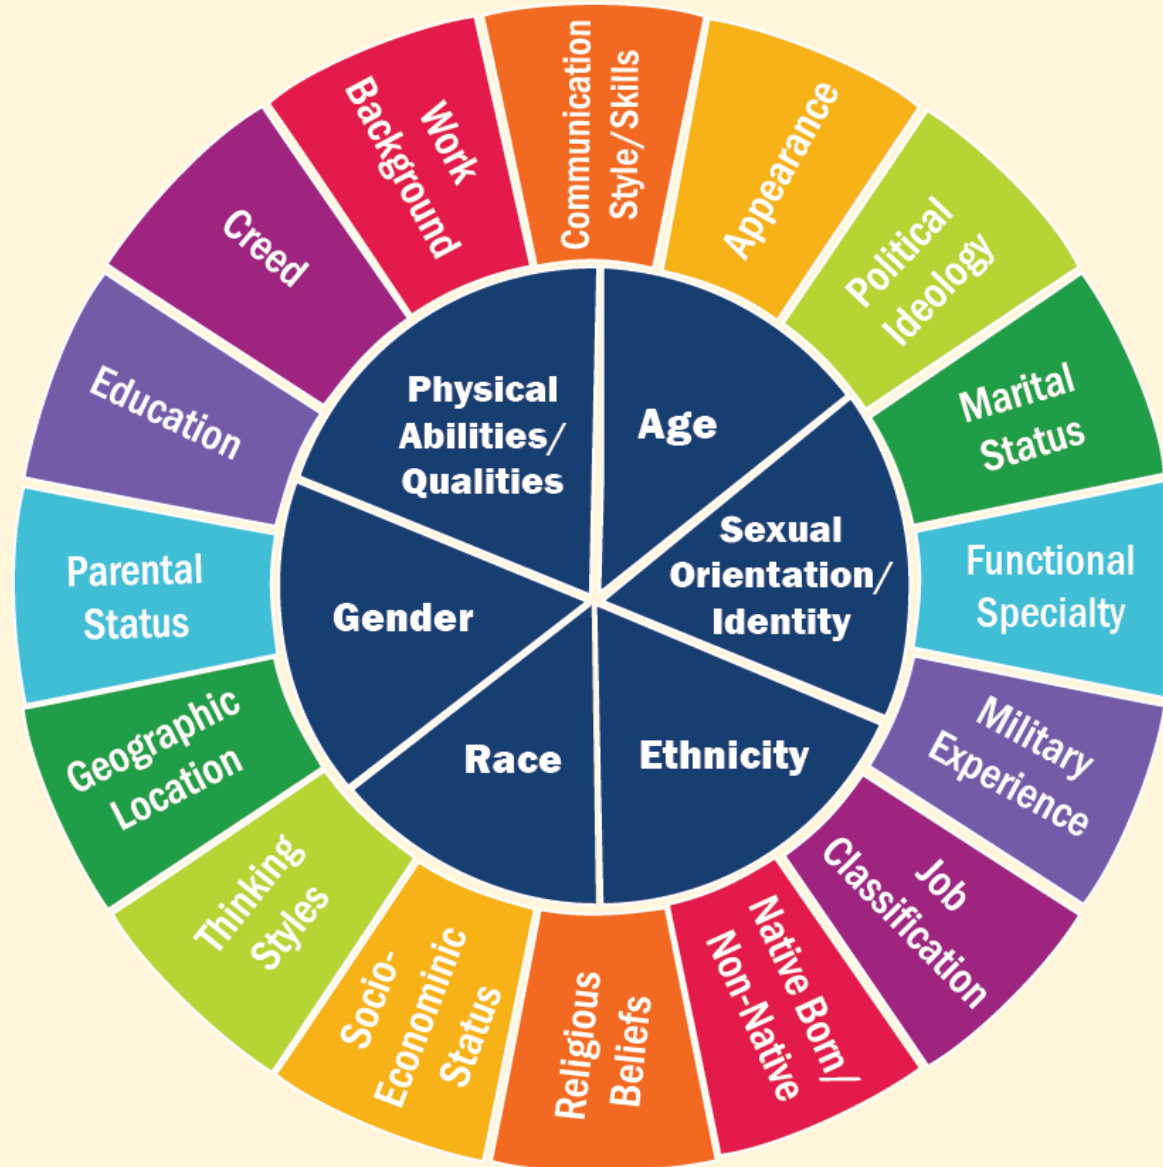 Communication
Style/Skills
Appearance
Political
Ideology
Marital
Status
Functional
Specialty
Military
Experience
Job
Classification
Native Born/
Non-Native
Religious
Beliefs
Socio-
Econominic
Status
Thinking
Styles
Geographic
Location
Parental
Status
Education
Creed
Work
Background
Physical
Abilities/
Qualities
Age
Sexual
Orientation/
Identity
Ethnicity
Race
Gender